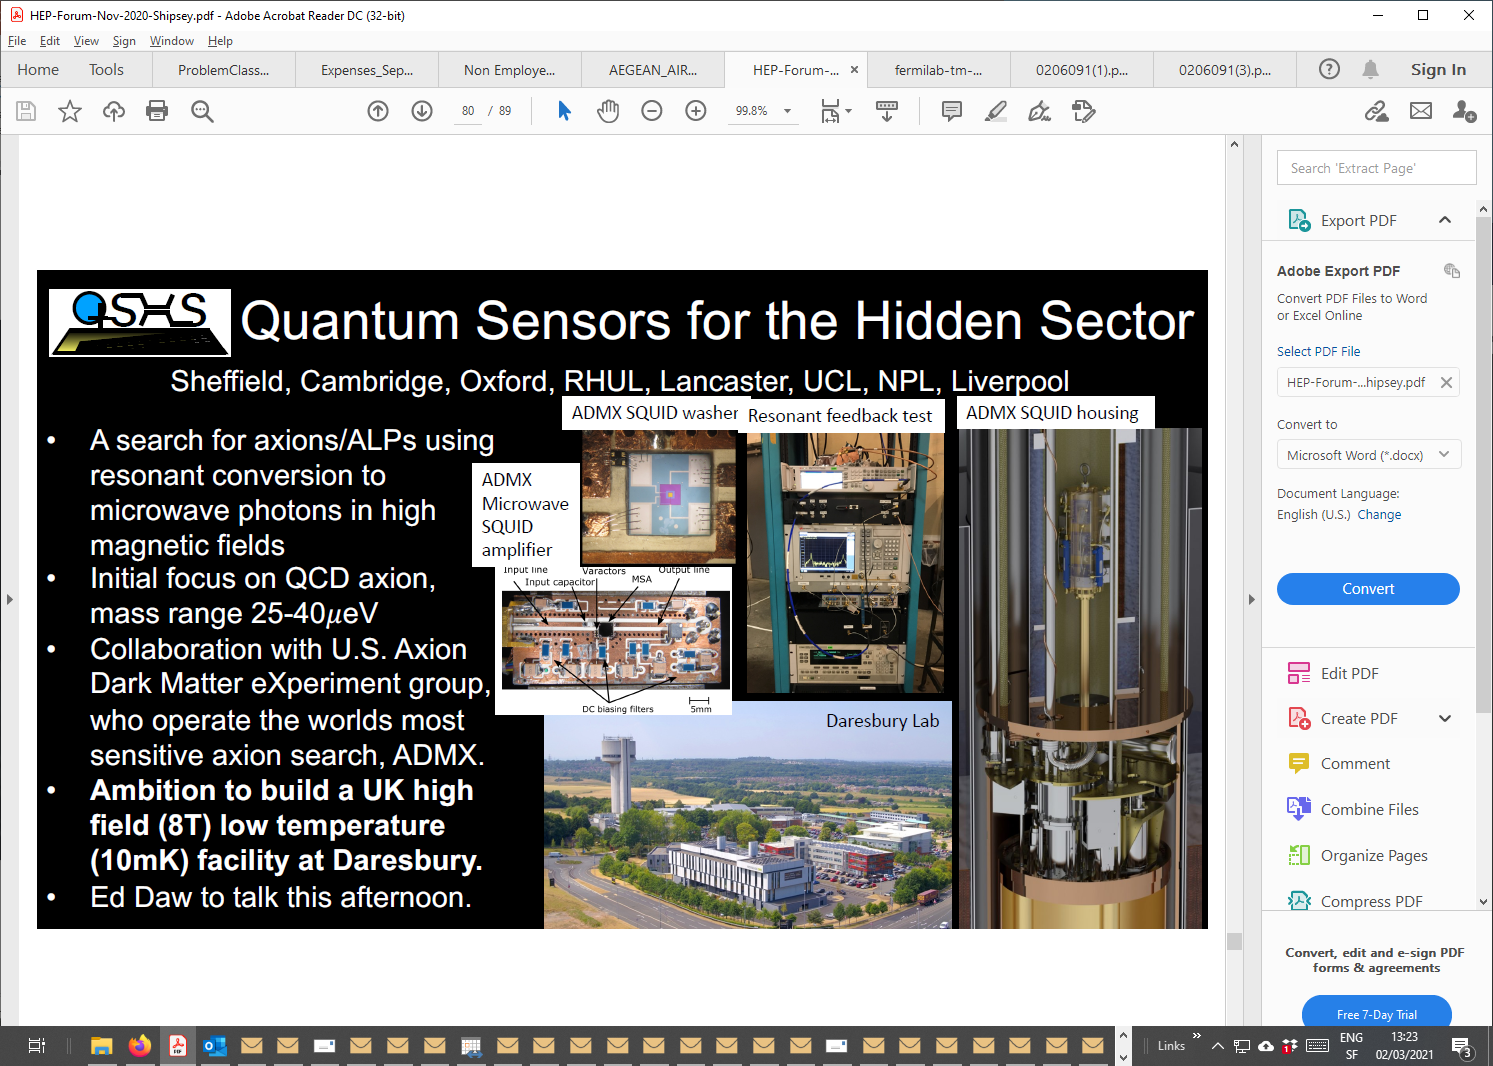 HEP-Forum-Nov-2020-Shipsey.pdf - Adobe Acrobat Reader DC (32-bit)
File Edit View Sign Window Help
Home Tools ProblemClass... Expenses_Sep... Non Employe... AEGEAN_AIR... HEP-Forum-... × fermilab-tm-... 0206091(1).p... 0206091(3).p... Sign In
80 / 89 99.8%
QSHS
Quantum Sensors for the Hidden Sector
Sheffield, Cambridge, Oxford, RHUL, Lancaster, UCL, NPL, Liverpool
• A search for axions/ALPs using
resonant conversion to
microwave photons in high
magnetic fields
• Initial focus on QCD axion,
mass range 25-40μeV
• Collaboration with U.S. Axion
Dark Matter eXperiment group,
who operate the worlds most
sensitive axion search, ADMX.
• Ambition to build a UK high
field (8T) low temperature
(10mK) facility at Daresbury.
• Ed Daw to talk this afternoon.
ADMX SQUID washer
Resonant feedback test
ADMX SQUID housing
ADMX
Microwave
SQUID
amplifier
Input line
Varactors
Output line
Input capacitor
MSA
DC biasing filters
5mm
Daresbury Lab
Search 'Extract Page'
Export PDF
Adobe Export PDF
Convert PDF Files to Word
or Excel Online
Select PDF File
HEP-Forum-...hipsey.pdf
Convert to
Microsoft Word (*.docx)
Document Language:
English (U.S.) Change
Convert
Edit PDF
Create PDF
Comment
Combine Files
Organize Pages
Compress PDF
Convert, edit and e-sign PDF
forms & agreements
Free 7-Day Trial
Links
ENG
SF
13:23
02/03/2021
3